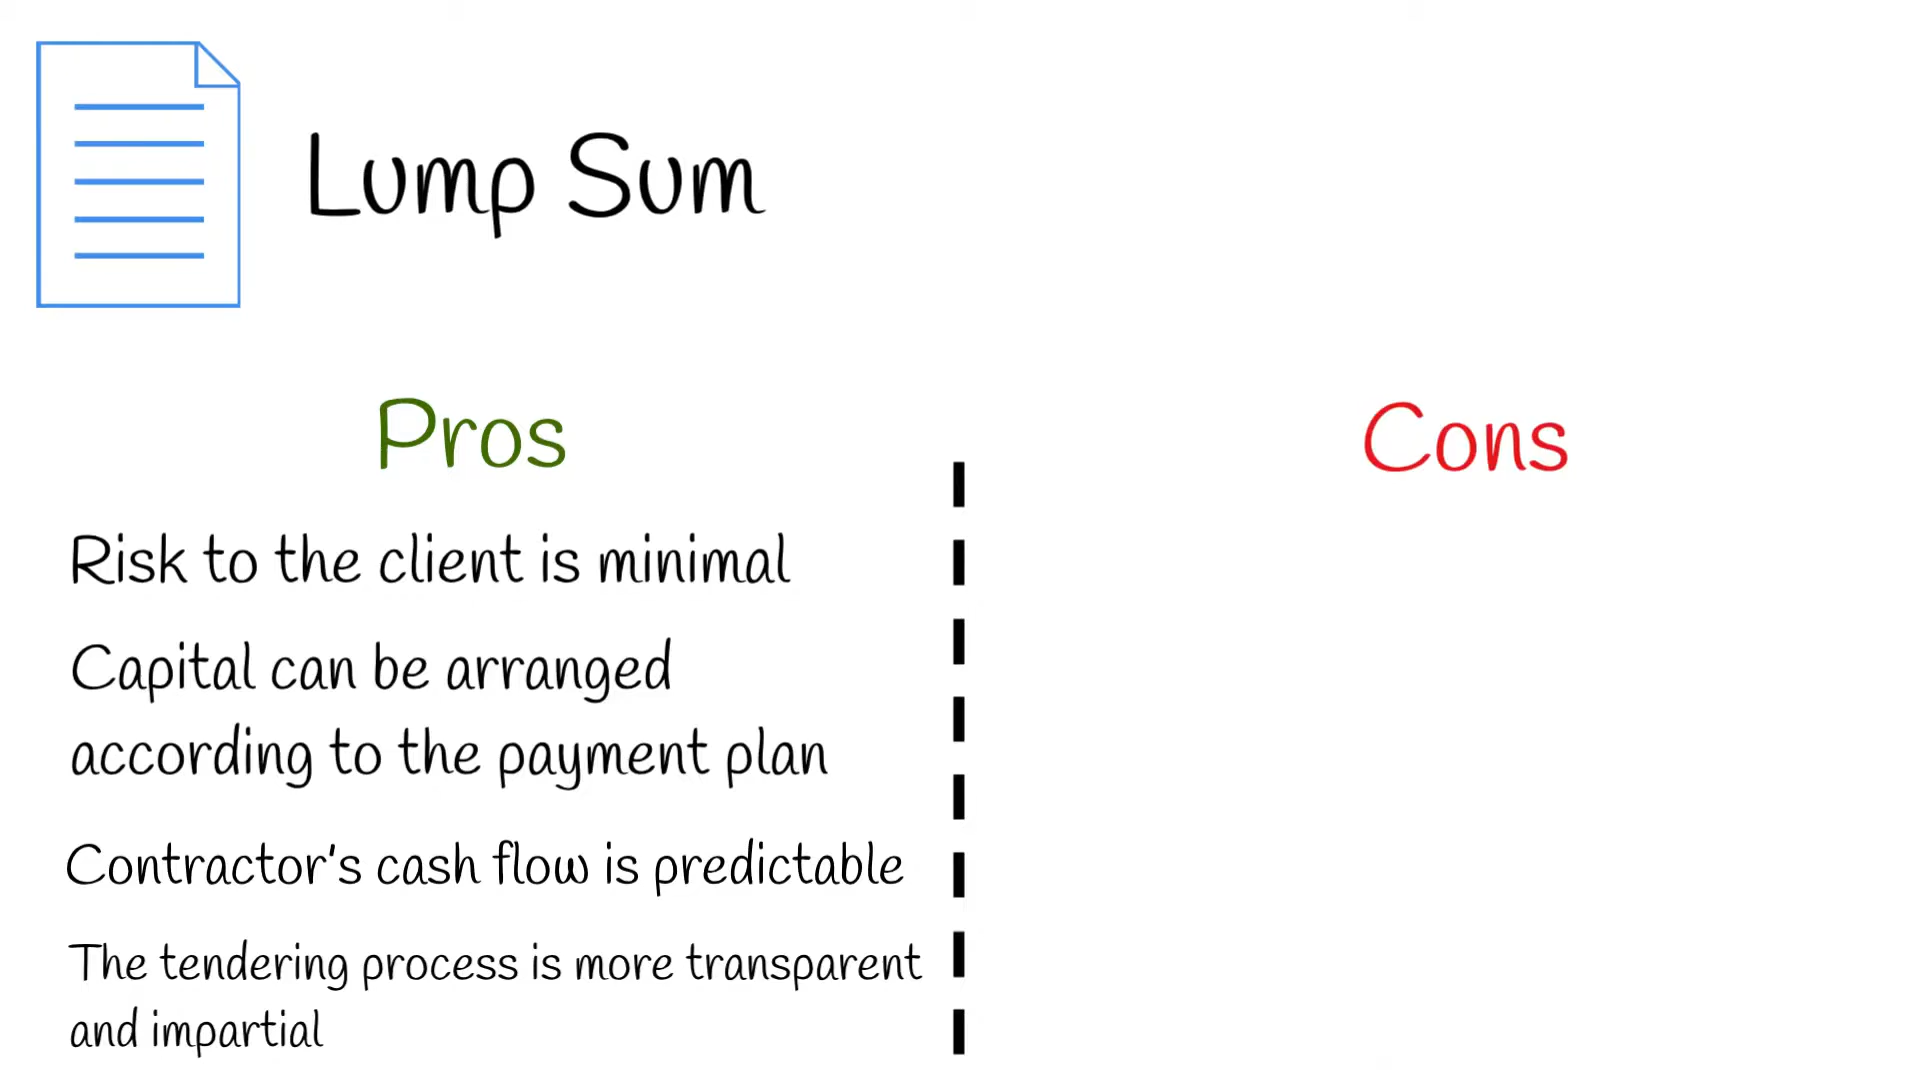 Lump Sum
Pros
Risk to the client is minimal
Capital can be arranged
according to the payment plan
Contractor's cash flow is predictable
The tendering process is more transparent
and impartial
Cons